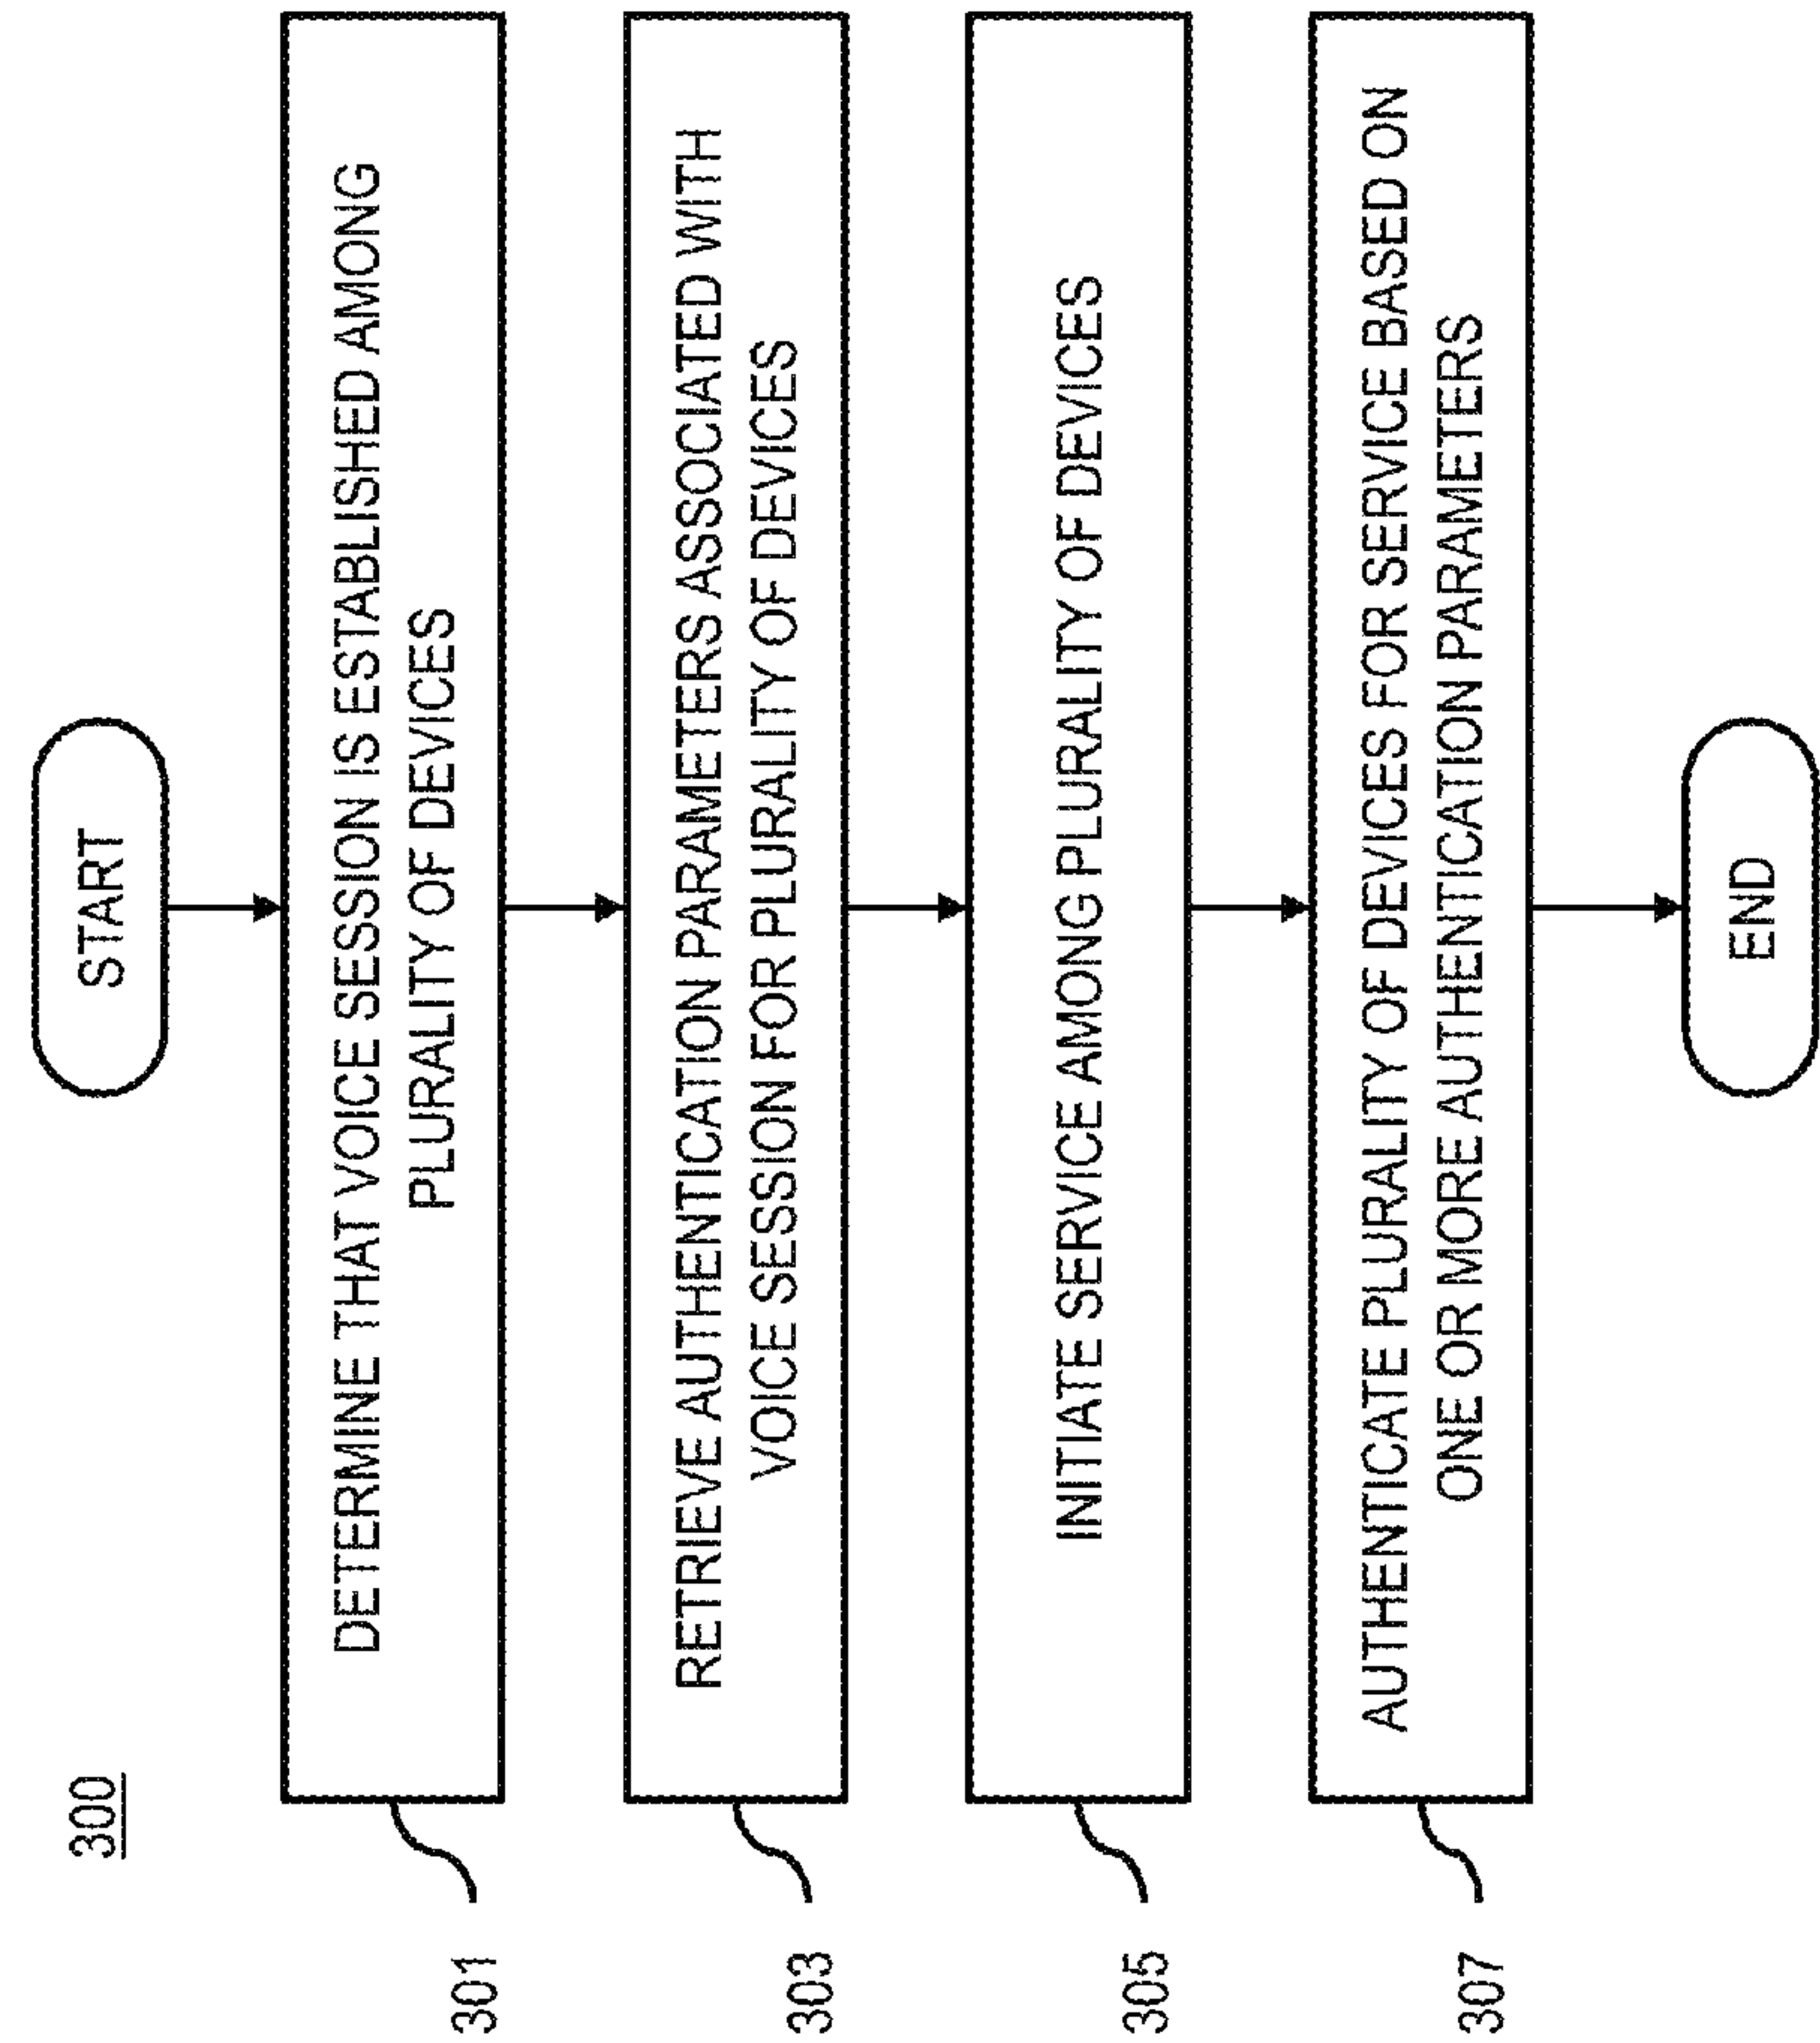 300
START
DETERMINE THAT VOICE SESSION IS ESTABLISHED AMONG
PLURALITY OF DEVICES
301
RETRIEVE AUTHENTICATION PARAMETERS ASSOCIATED WITH
VOICE SESSION FOR PLURALITY OF DEVICES
303
INITIATE SERVICE AMONG PLURALITY OF DEVICES
305
AUTHENTICATE PLURALITY OF DEVICES FOR SERVICE BASED ON
ONE OR MORE AUTHENTICATION PARAMETERS
307
END